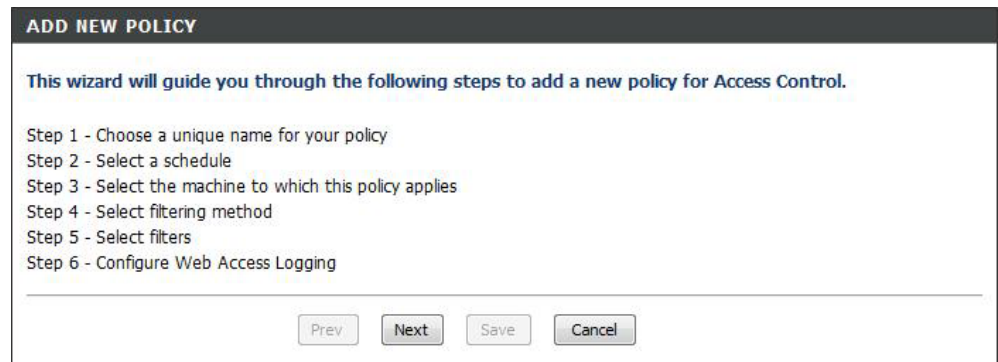 ADD NEW POLICY
This wizard will guide you through the following steps to add a new policy for Access Control.
Step 1 - Choose a unique name for your policy
Step 2 - Select a schedule
Step 3 - Select the machine to which this policy applies
Step 4 - Select filtering method
Step 5 - Select filters
Step 6 - Configure Web Access Logging
Prev Next Save Cancel